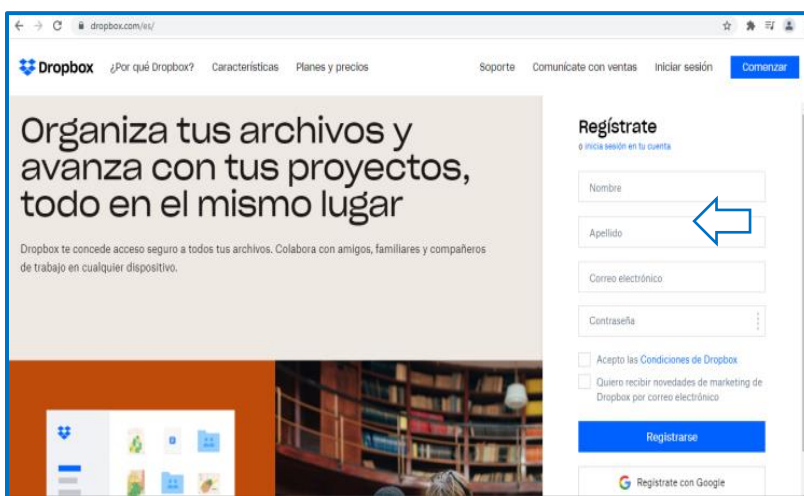 dropbox.com/es/
Dropbox ¿Por qué Dropbox? Características Planes y precios Soporte Comunícate con ventas Iniciar sesión Comenzar
Organiza tus archivos y
avanza con tus proyectos,
todo en el mismo lugar
Dropbox te concede acceso seguro a todos tus archivos. Colabora con amigos, familiares y compañeros
de trabajo en cualquier dispositivo.
Regístrate
o inicia sesión en tu cuenta
Nombre
Apellido
Correo electrónico
Contraseña
Acepto las Condiciones de Dropbox
Quiero recibir novedades de marketing de
Dropbox por correo electrónico
Registrarse
G Regístrate con Google